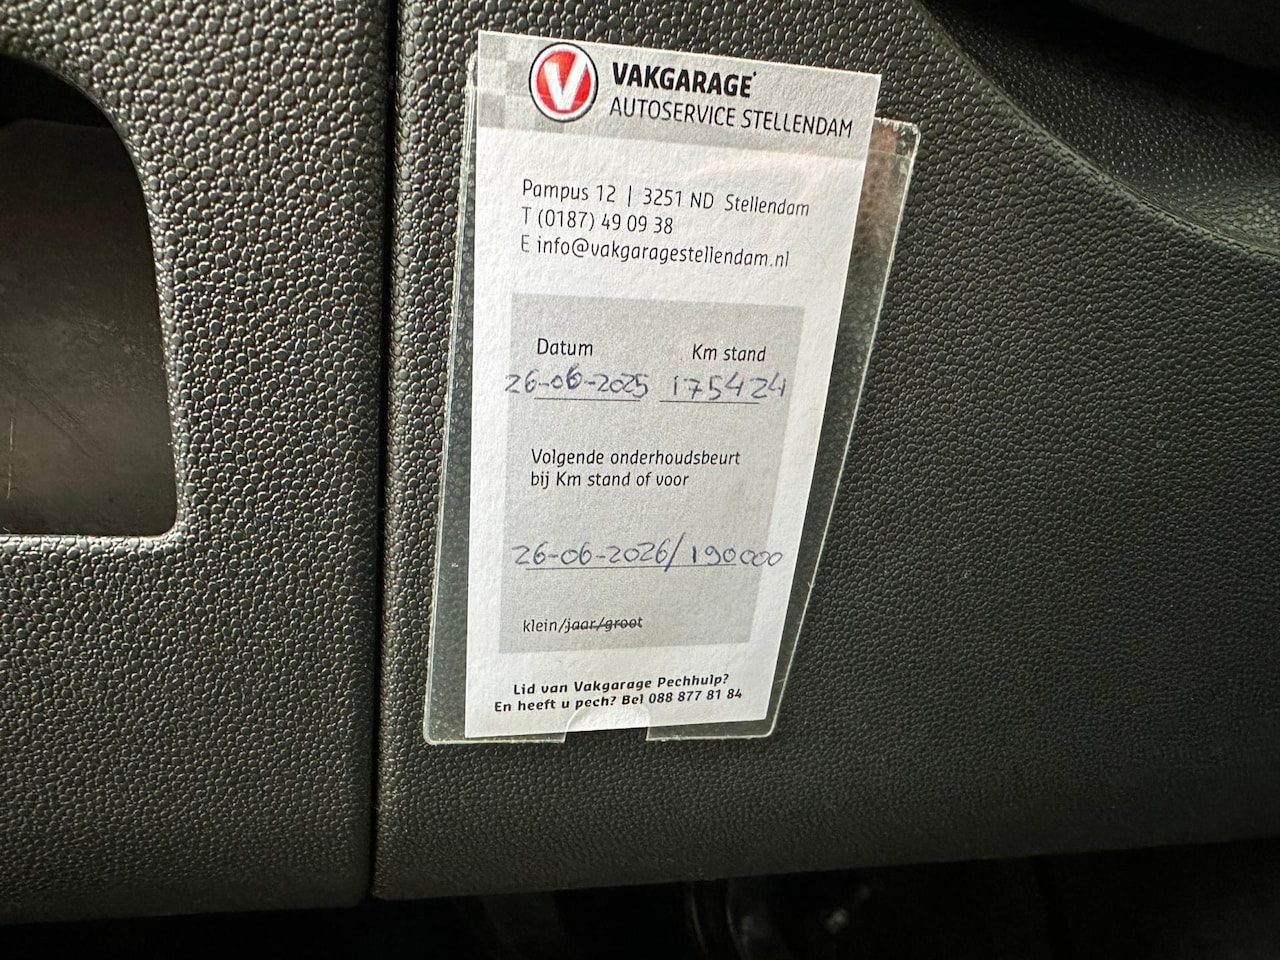 V VAKGARAGE
AUTOSERVICE STELLENDAM
Pampus 12 | 3251 ND Stellendam
T (0187) 49 09 38
E info@vakgaragestellendam.nl
Datum Km stand
26-06-2025 175424
Volgende onderhoudsbeurt
bij Km stand of voor
26-06-2026/190000
klein/jaar/groot
Lid van Vakgarage Pechhulp?
En heeft u pech? Bel 088 877 81 84